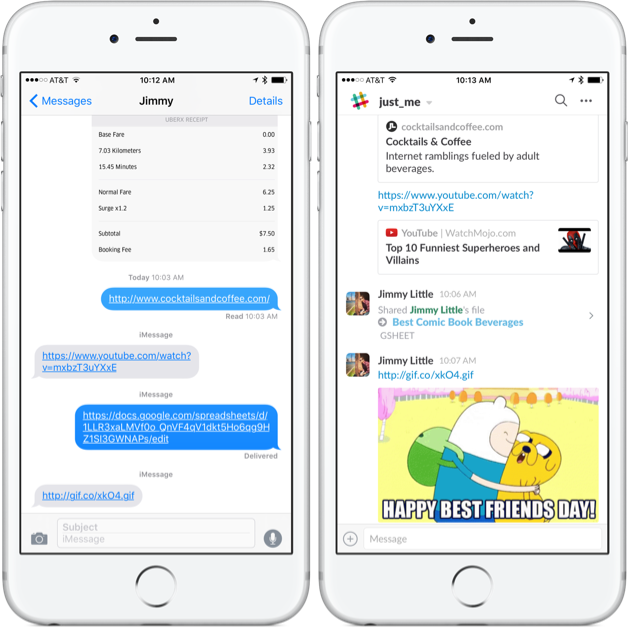 ●●●○○ AT&T 10:12 AM
Messages Jimmy Details
UBERX RECEIPT
Base Fare 0.00
7.03 Kilometers 3.93
15.45 Minutes 2.32
Normal Fare 6.25
Surge x1.2 1.25
Subtotal $7.50
Booking Fee 1.65
Today 10:03 AM
http://www.cocktailsandcoffee.com/
Read 10:03 AM
iMessage
https://www.youtube.com/watch?
v=mxbzT3uYXxE
iMessage
https://docs.google.com/spreadsheets/d/
1LLR3xaLMVf0o_QnVF4qV1dkt5Ho6qg9H
Z1SI3GWNAPs/edit
Delivered
iMessage
http://gif.co/xkO4.gif
Subject
iMessage
●●●○○ AT&T 10:13 AM
just_me
cocktailsandcoffee.com
Cocktails & Coffee
Internet ramblings fueled by adult
beverages.
https://www.youtube.com/watch?
v=mxbzT3uYXxE
YouTube | WatchMojo.com
Top 10 Funniest Superheroes and
Villains
Jimmy Little 10:06 AM
Shared Jimmy Little's file
Best Comic Book Beverages
GSHEET
Jimmy Little 10:07 AM
http://gif.co/xkO4.gif
HAPPY BEST FRIENDS DAY!
Message